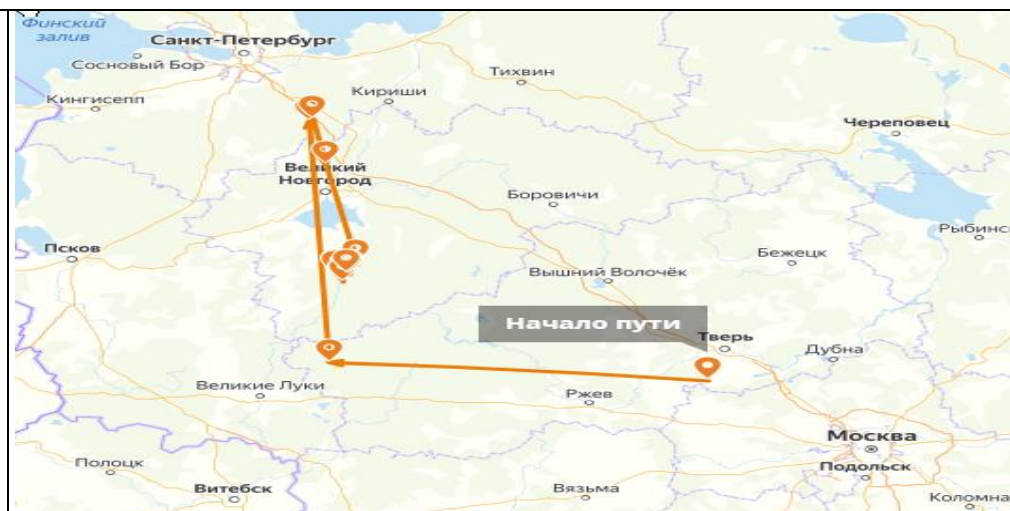 Финский
залив
Санкт-Петербург
Сосновый Бор
Тихвин
Кингисепп
Кириши
Череповец
Великий
Новгород
Боровичи
Рыбинс
Псков
Бежецк
Вышний Волочёк
Начало пути
Тверь
Дубна
Великие Луки
Ржев
Москва
Полоцк
Подольск
Витебск
Вязьма
Коломна